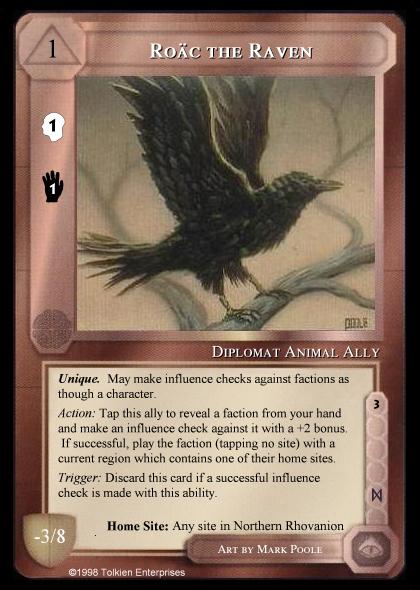 1
ROÄC THE RAVEN
1
1
POOLE
DIPLOMAT ANIMAL ALLY
Unique. May make influence checks against factions as
though a character.
Action: Tap this ally to reveal a faction from your hand
and make an influence check against it with a +2 bonus.
If successful, play the faction (tapping no site) with a
current region which contains one of their home sites.
Trigger: Discard this card if a successful influence
check is made with this ability.
3
Home Site: Any site in Northern Rhovanion
-3/8
ART BY MARK POOLE
©1998 Tolkien Enterprises